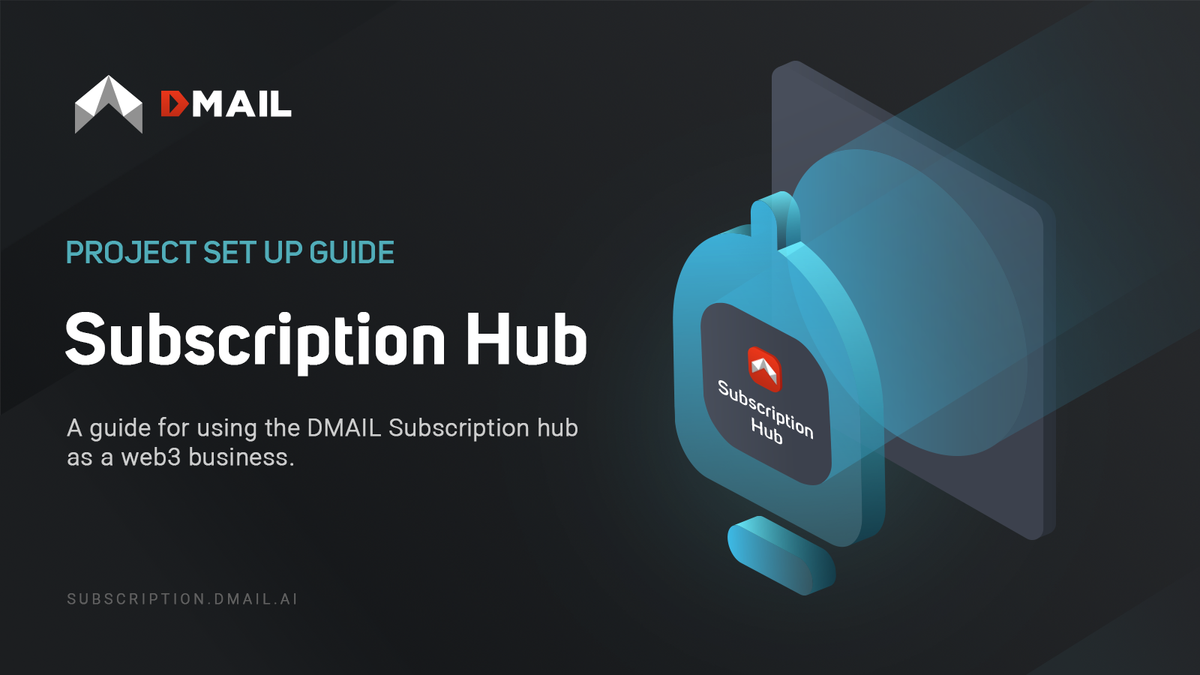 DMAIL
PROJECT SET UP GUIDE
Subscription Hub
A guide for using the DMAIL Subscription hub
as a web3 business.
SUBSCRIPTION.DMAIL.AI
Subscription
Hub